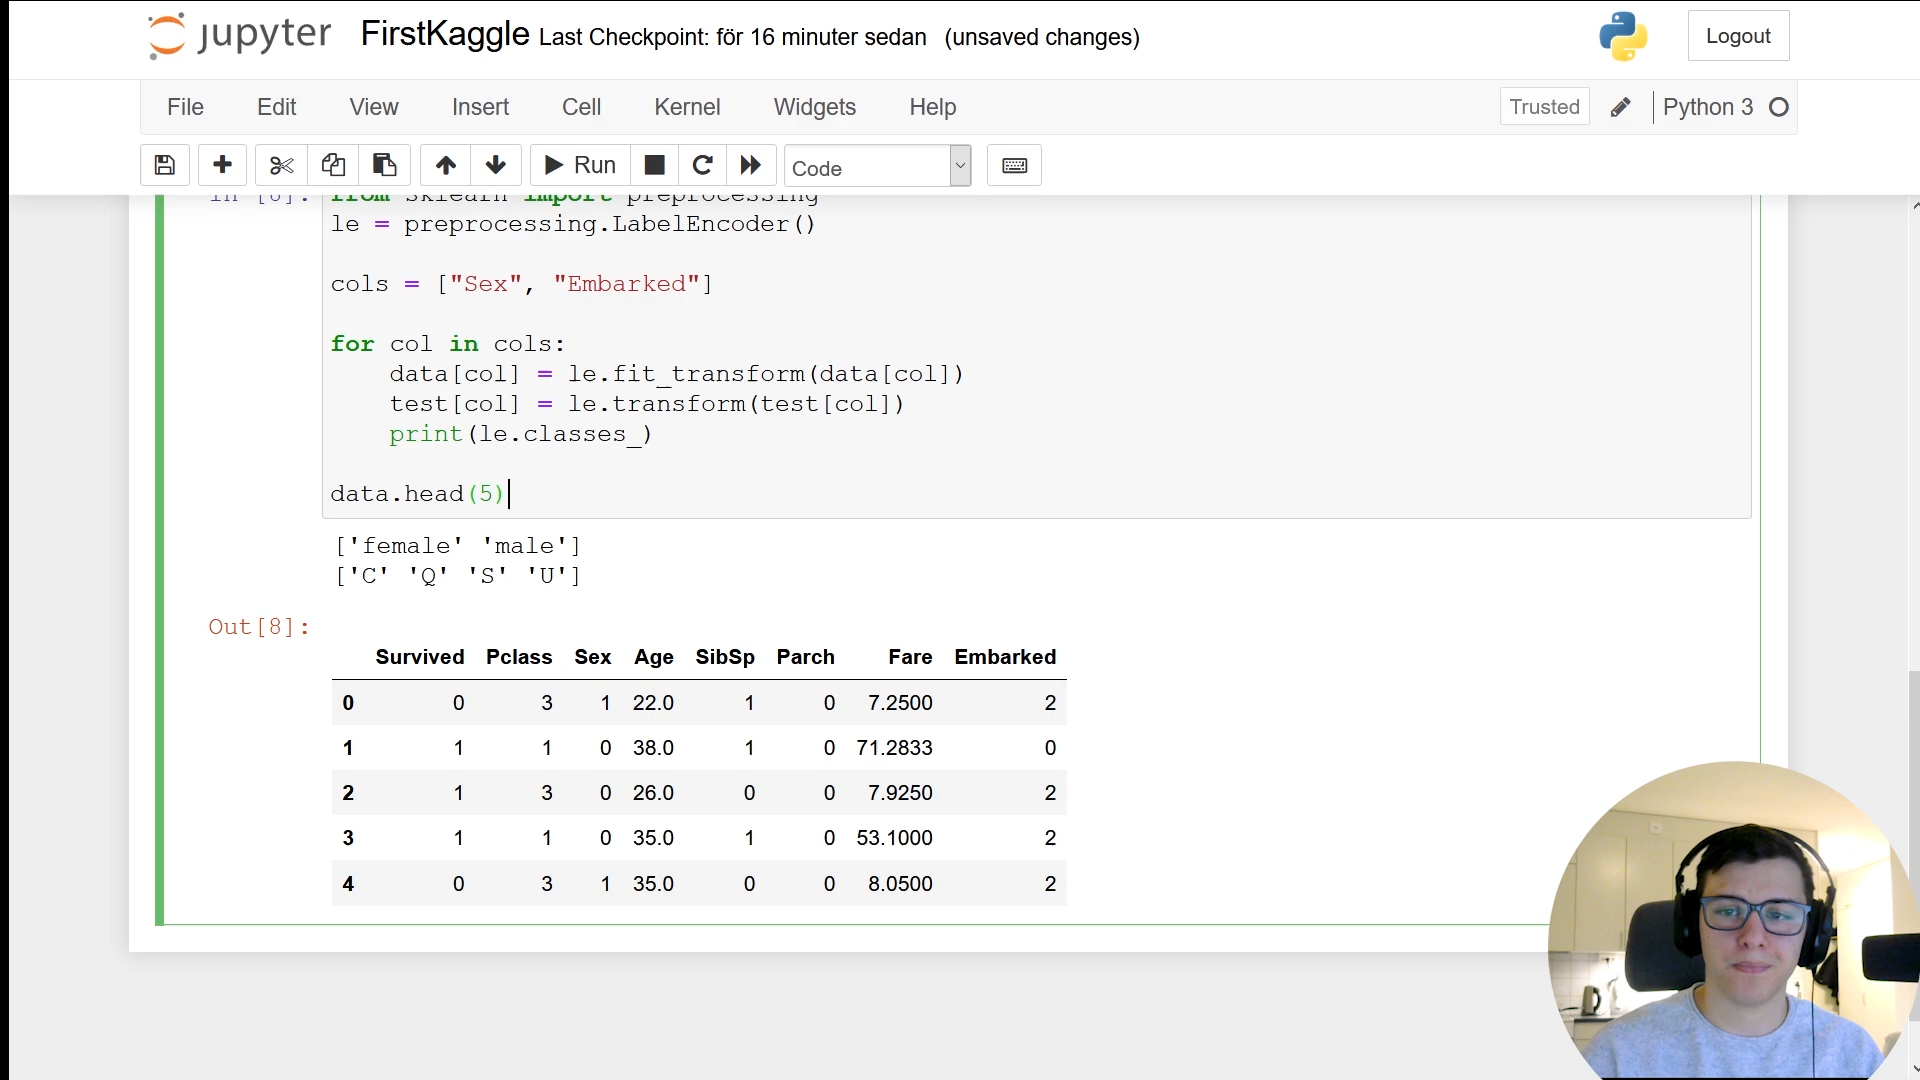 jupyter FirstKaggle Last Checkpoint: för 16 minuter sedan (unsaved changes) Logout
File Edit View Insert Cell Kernel Widgets Help Trusted Python 3
Run Code
from sklearn import preprocessing
le = preprocessing.LabelEncoder()
cols = ["Sex", "Embarked"]
for col in cols:
data[col] = le.fit_transform(data[col])
test[col] = le.transform(test[col])
print(le.classes_)
data.head(5)
['female' 'male']
['C' 'Q' 'S' 'U']
Out[8]:
Survived Pclass Sex Age SibSp Parch Fare Embarked
0 0 3 1 22.0 1 0 7.2500 2
1 1 1 0 38.0 1 0 71.2833 0
2 1 3 0 26.0 0 0 7.9250 2
3 1 1 0 35.0 1 0 53.1000 2
4 0 3 1 35.0 0 0 8.0500 2